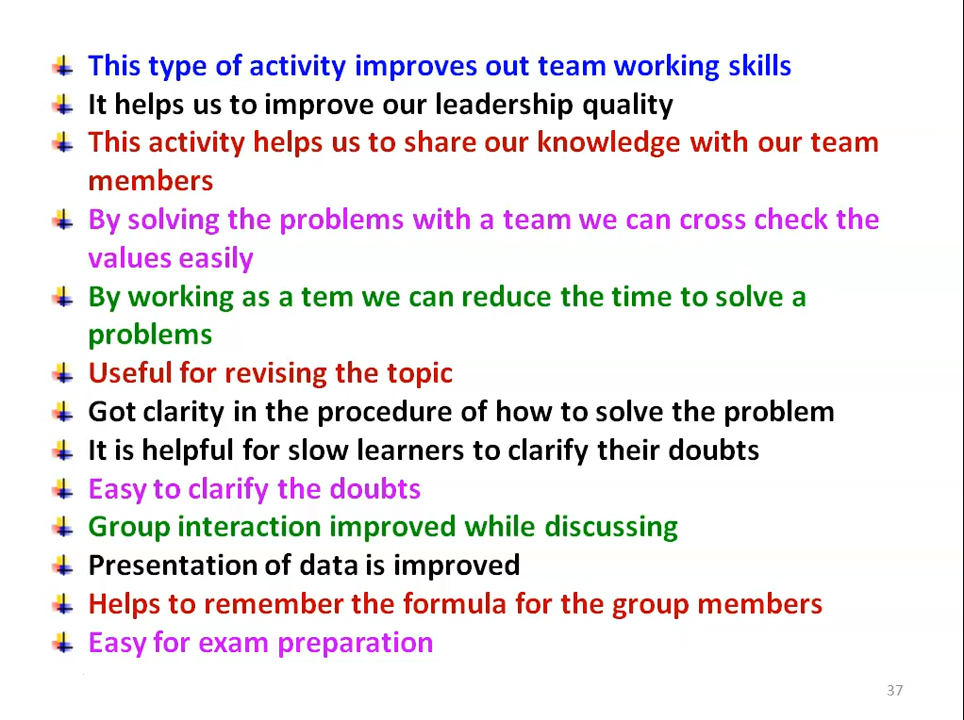 This type of activity improves out team working skills
It helps us to improve our leadership quality
This activity helps us to share our knowledge with our team
members
By solving the problems with a team we can cross check the
values easily
By working as a tem we can reduce the time to solve a
problems
Useful for revising the topic
Got clarity in the procedure of how to solve the problem
It is helpful for slow learners to clarify their doubts
Easy to clarify the doubts
Group interaction improved while discussing
Presentation of data is improved
Helps to remember the formula for the group members
Easy for exam preparation
37